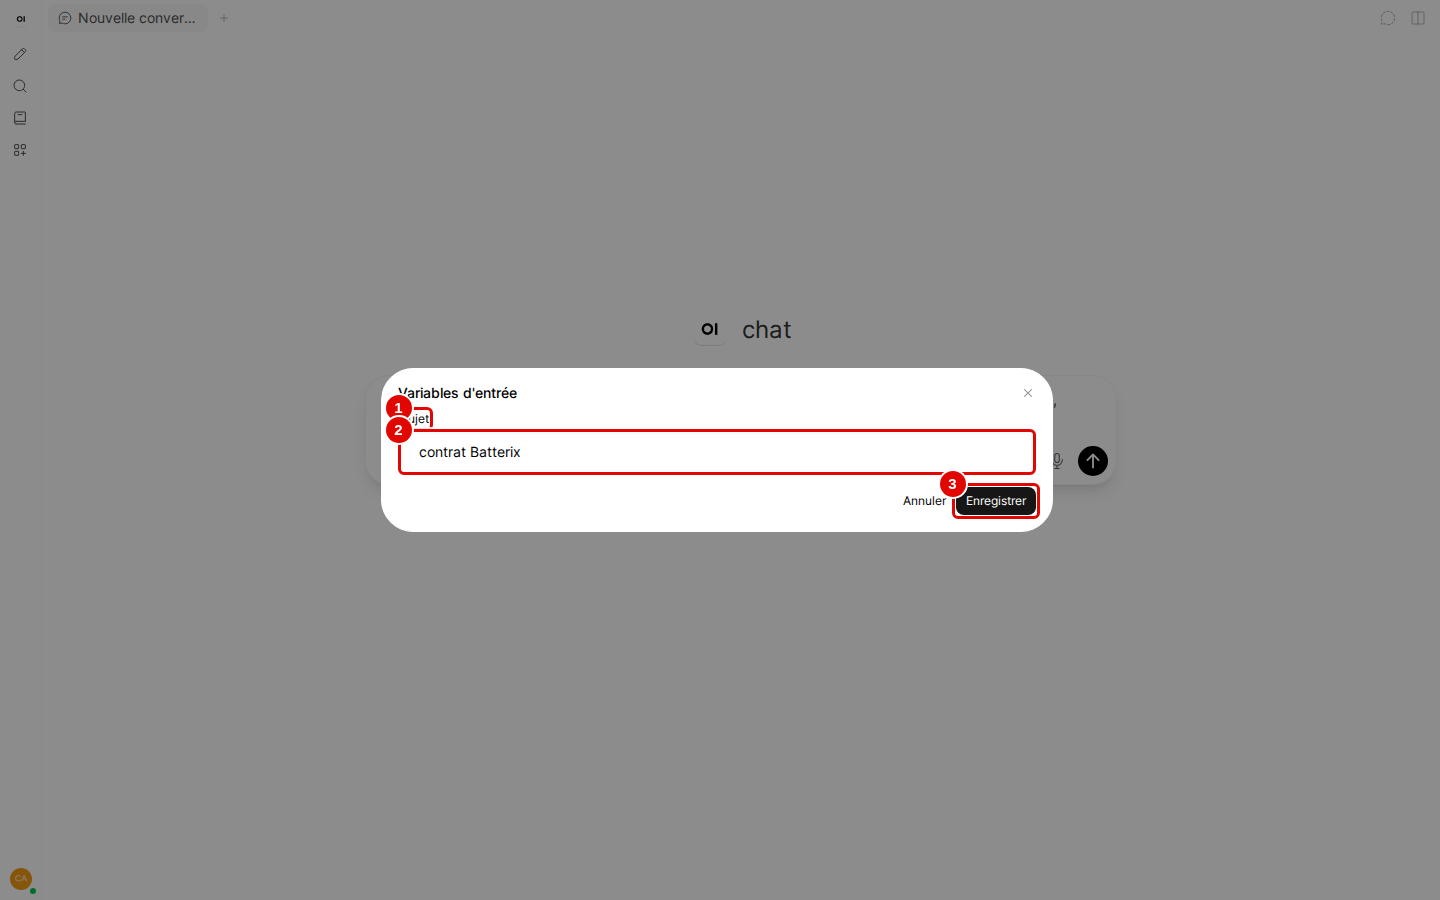 OI
Nouvelle conver...
OI chat
Variables d'entrée
1
ujet
2
contrat Batterix
3
Annuler
Enregistrer
CA